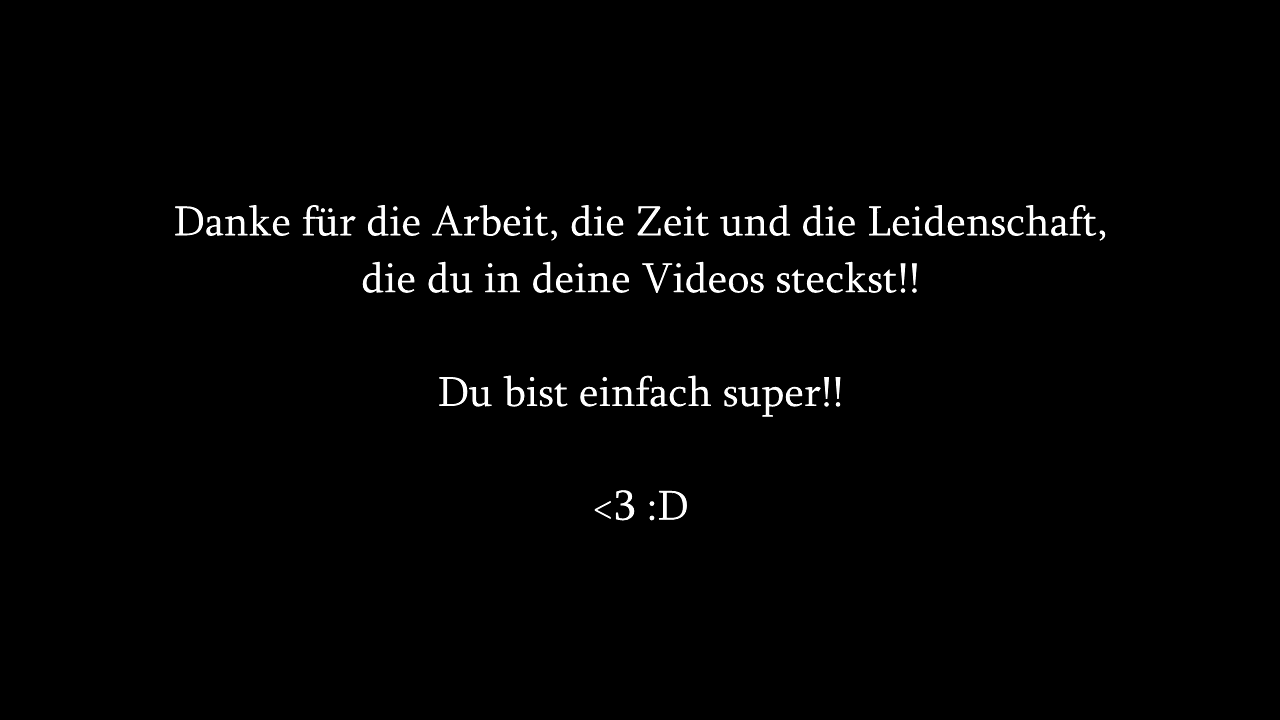 Danke für die Arbeit, die Zeit und die Leidenschaft,
die du in deine Videos steckst!!
Du bist einfach super!!
<3 :D